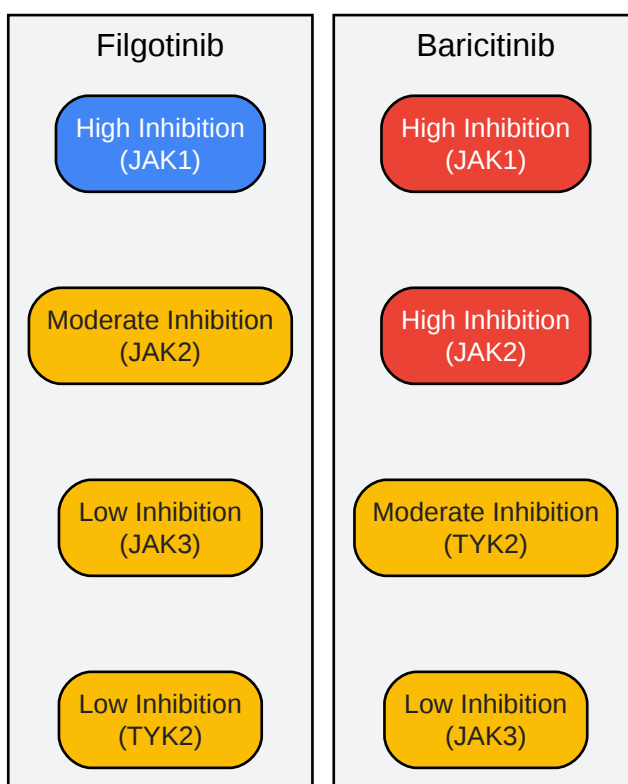 Filgotinib
High Inhibition
(JAK1)
Moderate Inhibition
(JAK2)
Low Inhibition
(JAK3)
Low Inhibition
(TYK2)
Baricitinib
High Inhibition
(JAK1)
High Inhibition
(JAK2)
Moderate Inhibition
(TYK2)
Low Inhibition
(JAK3)